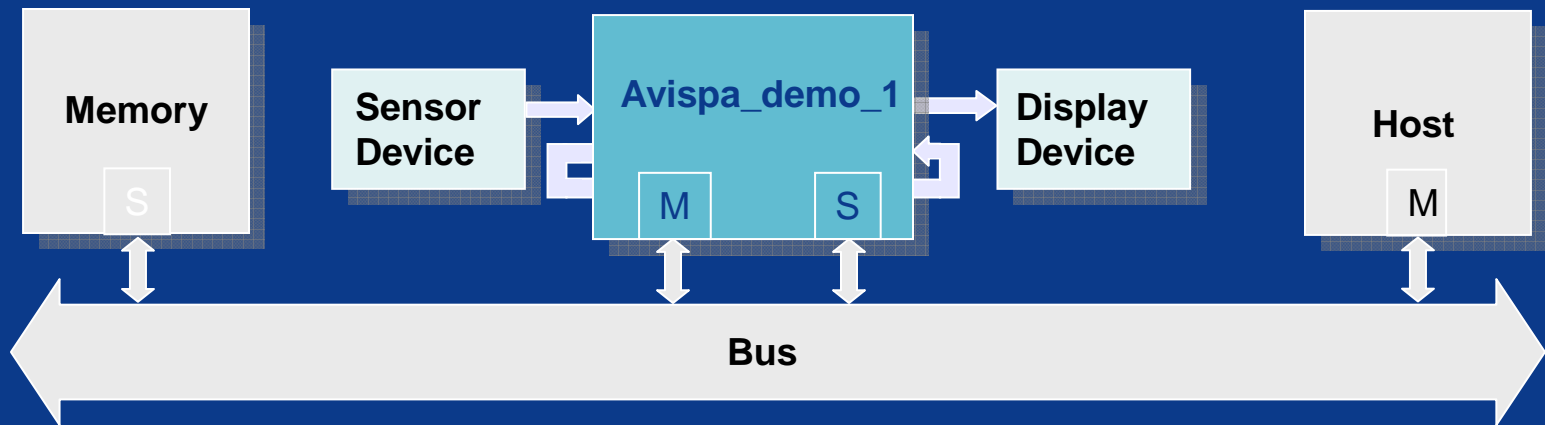 Memory
S
Sensor
Device
Avispa_demo_1
M
S
Display
Device
Host
M
Bus